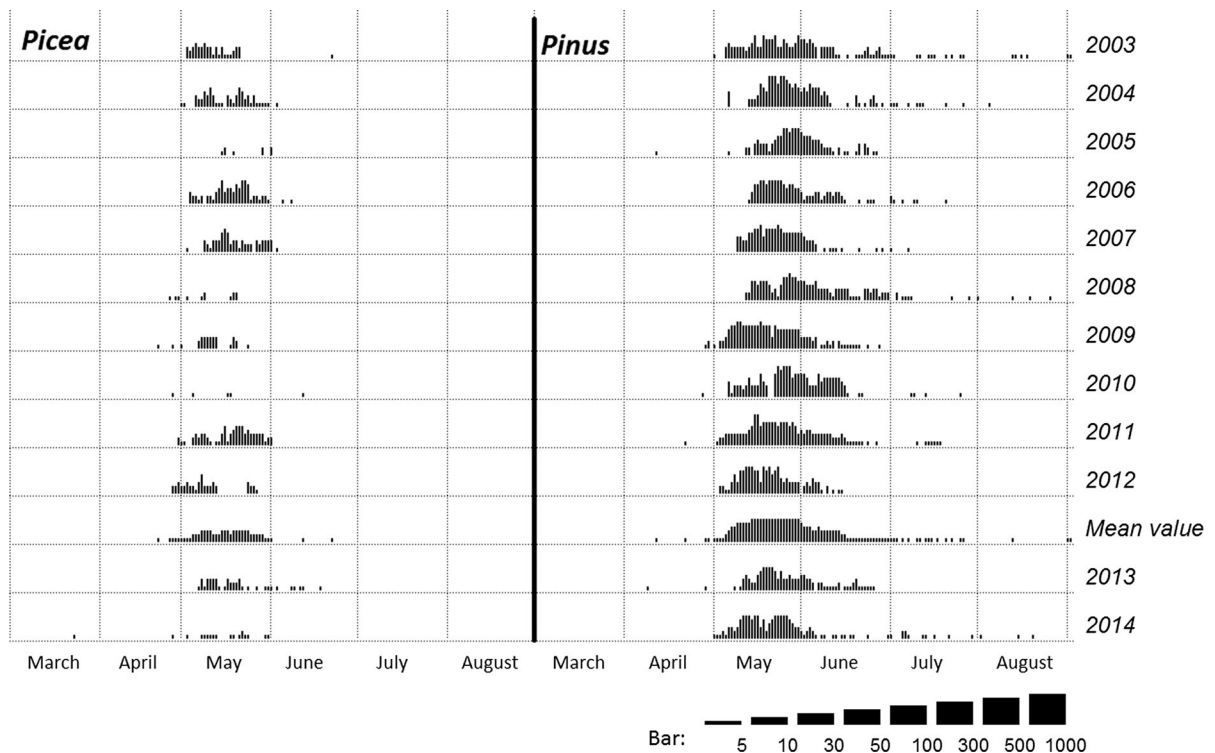 Picea Pinus 2003
2004
2005
2006
2007
2008
2009
2010
2011
2012
Mean value
2013
2014
March April May June July August March April May June July August
Bar: 5 10 30 50 100 300 500 1000